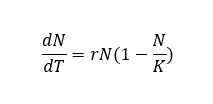 dN/dT = rN(1 − N/K)